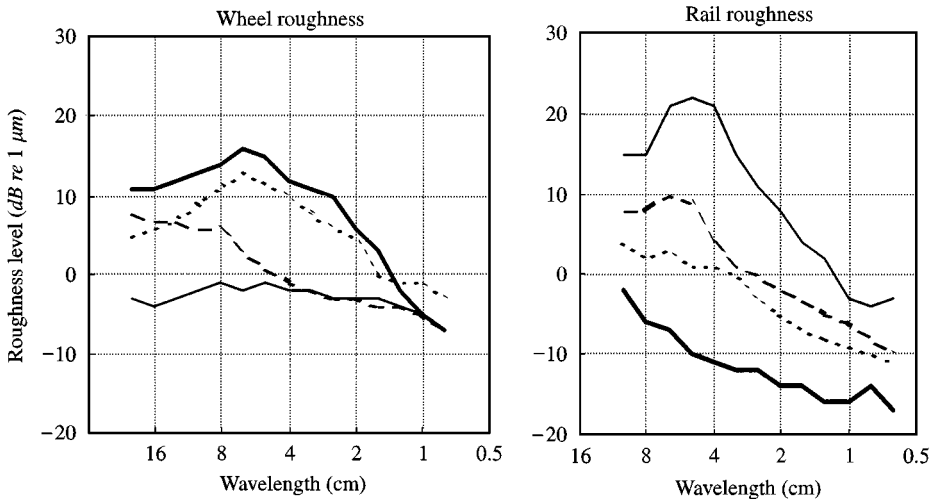 Wheel roughness
30
20
10
0
−10
−20
Roughness level (dB re 1 μm)
16 8 4 2 1 0.5
Wavelength (cm)
Rail roughness
30
20
10
0
−10
−20
16 8 4 2 1 0.5
Wavelength (cm)